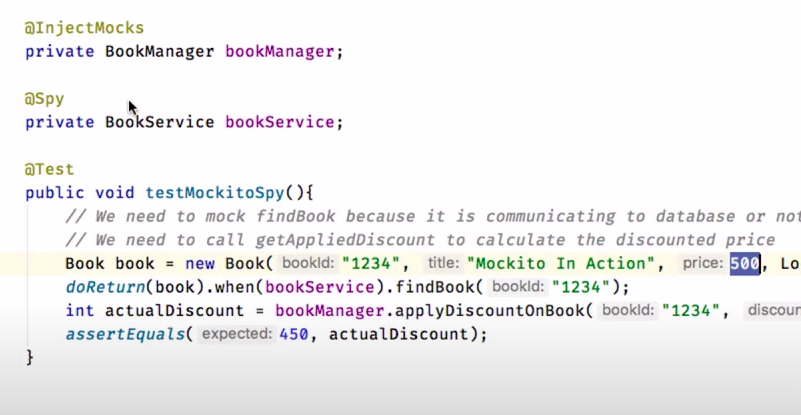 @InjectMocks
private BookManager bookManager;
@Spy
private BookService bookService;
@Test
public void testMockitoSpy(){
// We need to mock findBook because it is communicating to database or not
// We need to call getAppliedDiscount to calculate the discounted price
Book book = new Book( bookId: "1234", title: "Mockito In Action", price: 500, Lo
doReturn(book).when(bookService).findBook( bookId: "1234");
int actualDiscount = bookManager.applyDiscountOnBook( bookId: "1234", discou
assertEquals( expected: 450, actualDiscount);
}